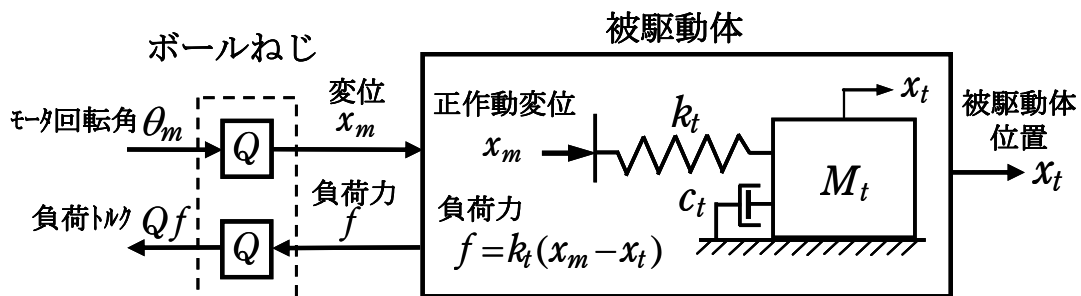 被駆動体
ボールねじ
モータ回転角 θm
Q
変位
xm
正作動変位
xm
kt
xt
Mt
ct
被駆動体
位置
xt
負荷トルク Qf
Q
負荷力
f
負荷力
f=kt(xm−xt)